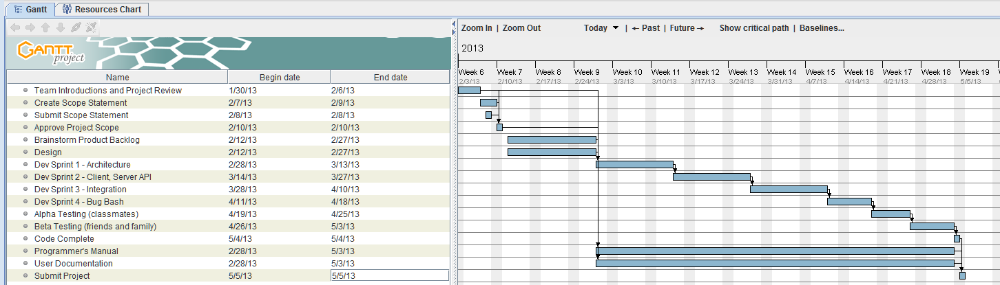 Gantt Resources Chart
Zoom In | Zoom Out Today | ← Past | Future → Show critical path | Baselines...
GANTT
project
2013
Name Begin date End date
Week 6 Week 7 Week 8 Week 9 Week 10 Week 11 Week 12 Week 13 Week 14 Week 15 Week 16 Week 17 Week 18 Week 19
2/3/13 2/10/13 2/17/13 2/24/13 3/3/13 3/10/13 3/17/13 3/24/13 3/31/13 4/7/13 4/14/13 4/21/13 4/28/13 5/5/13
Team Introductions and Project Review 1/30/13 2/6/13
Create Scope Statement 2/7/13 2/9/13
Submit Scope Statement 2/8/13 2/8/13
Approve Project Scope 2/10/13 2/10/13
Brainstorm Product Backlog 2/12/13 2/27/13
Design 2/12/13 2/27/13
Dev Sprint 1 - Architecture 2/28/13 3/13/13
Dev Sprint 2 - Client, Server API 3/14/13 3/27/13
Dev Sprint 3 - Integration 3/28/13 4/10/13
Dev Sprint 4 - Bug Bash 4/11/13 4/18/13
Alpha Testing (classmates) 4/19/13 4/25/13
Beta Testing (friends and family) 4/26/13 5/3/13
Code Complete 5/4/13 5/4/13
Programmer's Manual 2/28/13 5/3/13
User Documentation 2/28/13 5/3/13
Submit Project 5/5/13 5/5/13